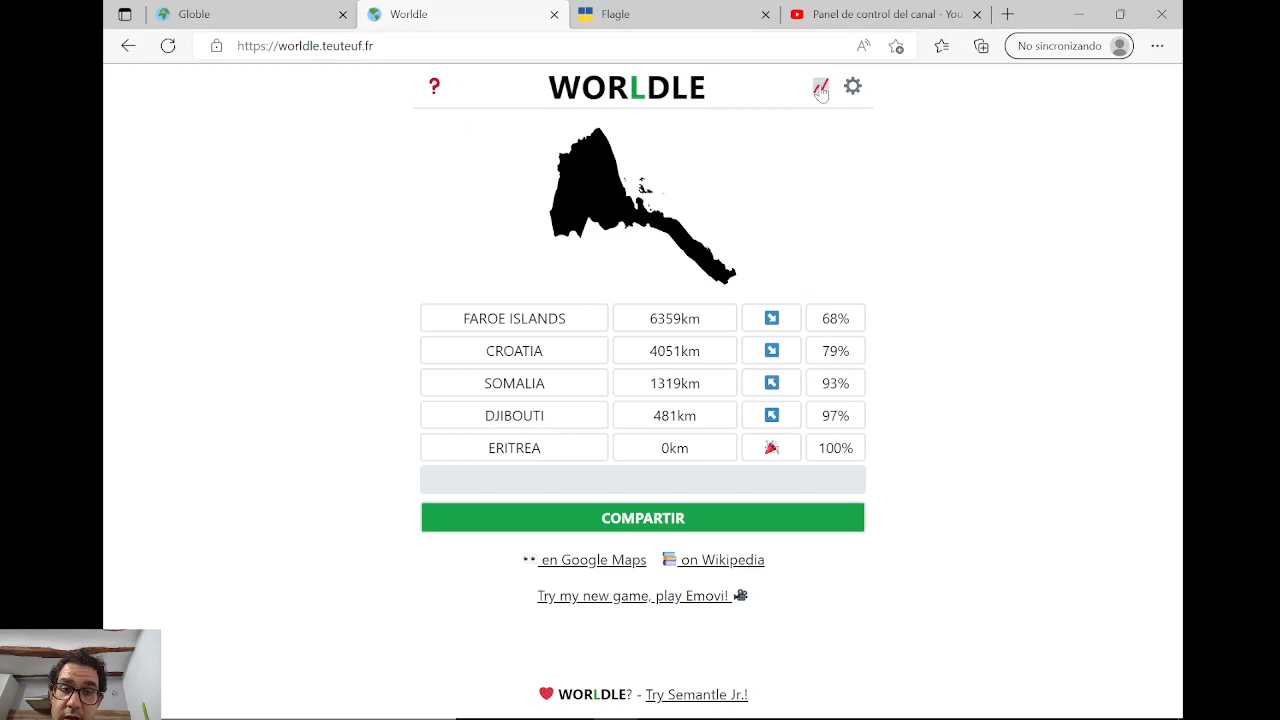 Globle
Worldle
Flagle
Panel de control del canal - You
https://worldle.teuteuf.fr
No sincronizando
WORLDLE
FAROE ISLANDS 6359km 68%
CROATIA 4051km 79%
SOMALIA 1319km 93%
DJIBOUTI 481km 97%
ERITREA 0km 100%
COMPARTIR
en Google Maps on Wikipedia
Try my new game, play Emovi!
WORLDLE? - Try Semantle Jr.!